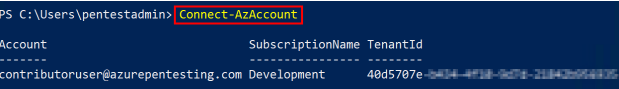 PS C:\Users\pentestadmin> Connect-AzAccount
Account SubscriptionName TenantId
------- ---------------- --------
contributoruser@azurepentesting.com Development 40d5707e